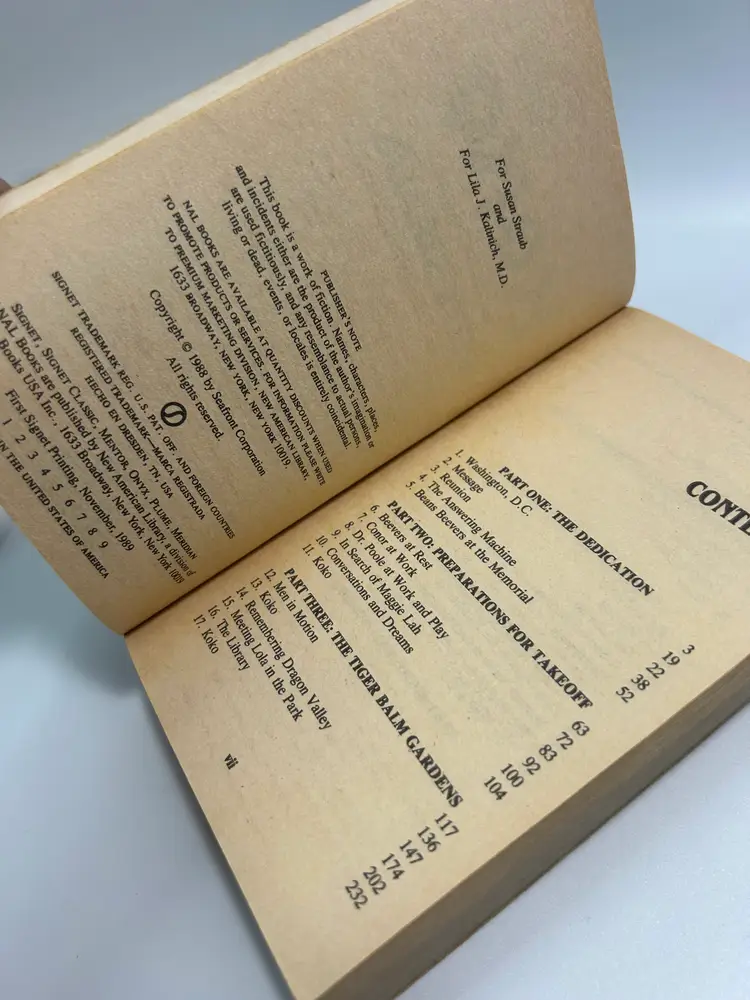 For Susan Straub
and
For Lila J. Kalinich, M.D.
PUBLISHER'S NOTE
This book is a work of fiction. Names, characters, places,
and incidents either are the product of the author's imagination or
are used fictitiously, and any resemblance to actual persons,
living or dead, events, or locales is entirely coincidental.
NAL BOOKS ARE AVAILABLE AT QUANTITY DISCOUNTS WHEN USED
TO PROMOTE PRODUCTS OR SERVICES. FOR INFORMATION PLEASE WRITE
TO PREMIUM MARKETING DIVISION, NEW AMERICAN LIBRARY,
1633 BROADWAY, NEW YORK, NEW YORK 10019.
Copyright © 1988 by Seafront Corporation
All rights reserved.
SIGNET TRADEMARK REG. U.S. PAT. OFF. AND FOREIGN COUNTRIES
REGISTERED TRADEMARK—MARCA REGISTRADA
HECHO EN DRESDEN, TN, USA
SIGNET, SIGNET CLASSIC, MENTOR, ONYX, PLUME, MERIDIAN
NAL BOOKS are published by New American Library, a division of
Books USA Inc., 1633 Broadway, New York, New York 10019
First Signet Printing, November, 1989
1 2 3 4 5 6 7 8 9
IN THE UNITED STATES OF AMERICA
CONTE
PART ONE: THE DEDICATION
1. Washington, D.C. 3
2. Message 19
3. Reunion 22
4. The Answering Machine 38
5. Beans Beevers at the Memorial 52
PART TWO: PREPARATIONS FOR TAKEOFF
6. Beevers at Rest 63
7. Conor at Work 72
8. Dr. Poole at Work and Play 83
9. In Search of Maggie Lah 92
10. Conversations and Dreams 100
11. Koko 104
PART THREE: THE TIGER BALM GARDENS
12. Men in Motion 117
13. Koko 136
14. Remembering Dragon Valley 147
15. Meeting Lola in the Park 174
16. The Library 202
17. Koko 232
vii